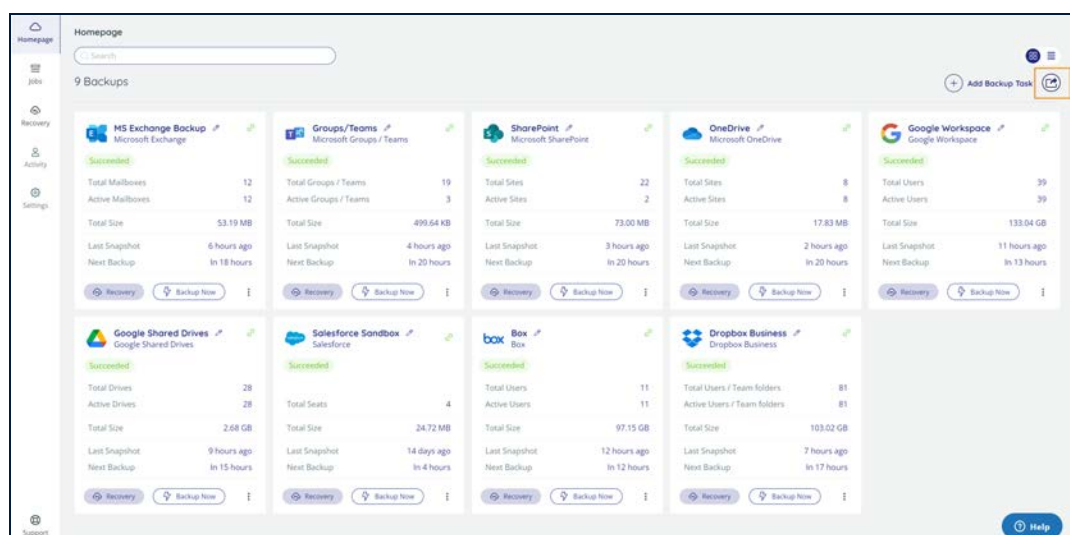 Homepage
Jobs
Recovery
Activity
Settings
Support
Homepage
Search
9 Backups
Add Backup Task
MS Exchange Backup
Microsoft Exchange
Succeeded
Total Mailboxes 12
Active Mailboxes 12
Total Size 53.19 MB
Last Snapshot 6 hours ago
Next Backup In 18 hours
Recovery Backup Now
Groups/Teams
Microsoft Groups / Teams
Succeeded
Total Groups / Teams 19
Active Groups / Teams 3
Total Size 499.64 KB
Last Snapshot 4 hours ago
Next Backup In 20 hours
Recovery Backup Now
SharePoint
Microsoft SharePoint
Succeeded
Total Sites 22
Active Sites 2
Total Size 73.00 MB
Last Snapshot 3 hours ago
Next Backup In 20 hours
Recovery Backup Now
OneDrive
Microsoft OneDrive
Succeeded
Total Sites 8
Active Sites 8
Total Size 17.83 MB
Last Snapshot 2 hours ago
Next Backup In 20 hours
Recovery Backup Now
Google Workspace
Google Workspace
Succeeded
Total Users 39
Active Users 39
Total Size 133.04 GB
Last Snapshot 11 hours ago
Next Backup In 13 hours
Recovery Backup Now
Google Shared Drives
Google Shared Drives
Succeeded
Total Drives 28
Active Drives 28
Total Size 2.68 GB
Last Snapshot 9 hours ago
Next Backup In 15 hours
Recovery Backup Now
Salesforce Sandbox
Salesforce
Succeeded
Total Seats 4
Total Size 24.72 MB
Last Snapshot 14 days ago
Next Backup In 4 hours
Recovery Backup Now
box Box
Box
Succeeded
Total Users 11
Active Users 11
Total Size 97.15 GB
Last Snapshot 12 hours ago
Next Backup In 12 hours
Recovery Backup Now
Dropbox Business
Dropbox Business
Succeeded
Total Users / Team folders 81
Active Users / Team folders 81
Total Size 103.02 GB
Last Snapshot 7 hours ago
Next Backup In 17 hours
Recovery Backup Now
Help